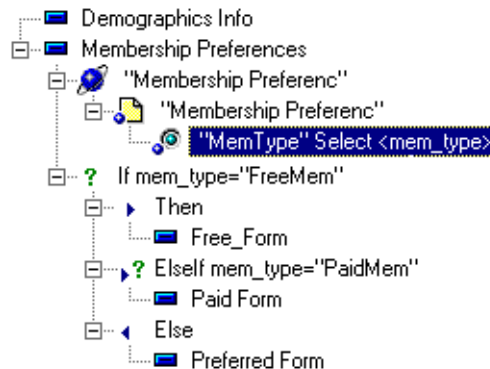 Demographics Info
Membership Preferences
"Membership Preferenc"
"Membership Preferenc"
"MemType" Select <mem_type>
? If mem_type="FreeMem"
Then
Free_Form
? ElseIf mem_type="PaidMem"
Paid Form
Else
Preferred Form